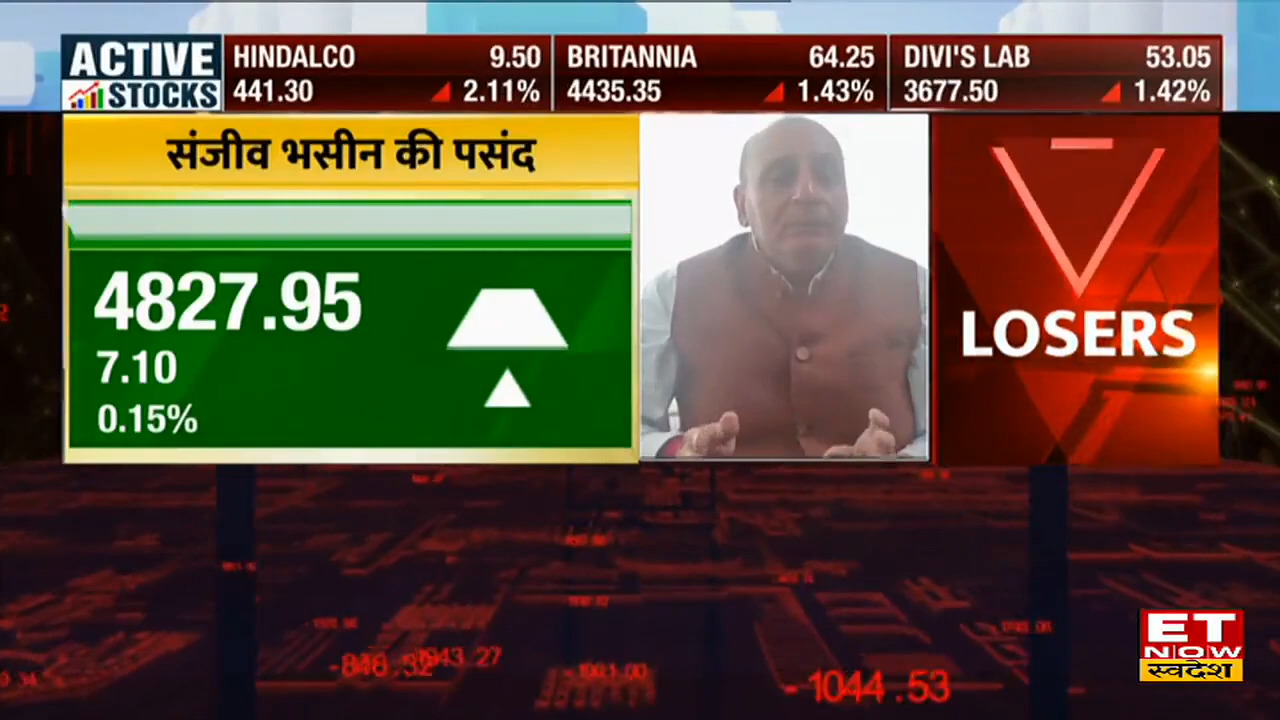 ACTIVE STOCKS
HINDALCO 9.50
441.30 2.11%
BRITANNIA 64.25
4435.35 1.43%
DIVI'S LAB 53.05
3677.50 1.42%
संजीव भसीन की पसंद
4827.95
7.10
0.15%
LOSERS
-1044.53
ET
NOW
स्वदेश